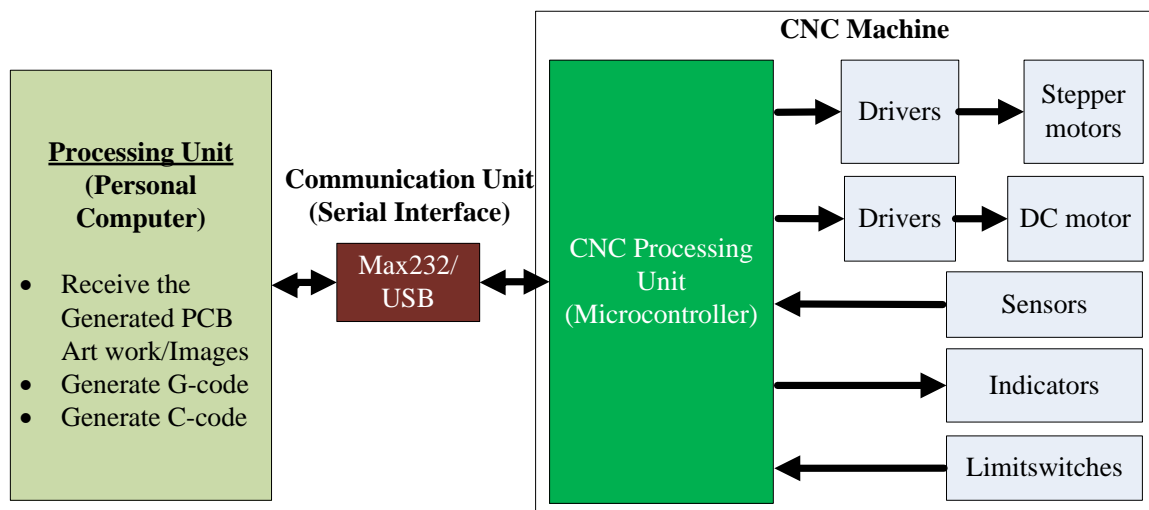 CNC Machine
Processing Unit
(Personal
Computer)
• Receive the
Generated PCB
Art work/Images
• Generate G-code
• Generate C-code
Communication Unit
(Serial Interface)
Max232/
USB
CNC Processing
Unit
(Microcontroller)
Drivers
Stepper
motors
Drivers
DC motor
Sensors
Indicators
Limitswitches